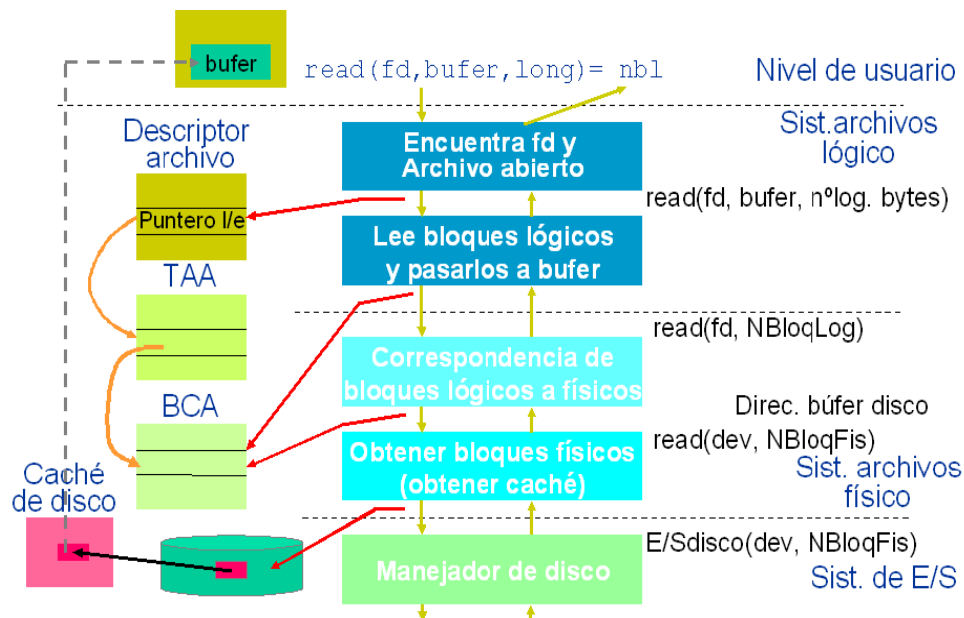 bufer
read(fd,bufer,long)= nbl
Nivel de usuario
Descriptor
archivo
Puntero l/e
TAA
BCA
Caché
de disco
Encuentra fd y
Archivo abierto
Sist.archivos
lógico
read(fd, bufer, nºlog. bytes)
Lee bloques lógicos
y pasarlos a bufer
read(fd, NBloqLog)
Correspondencia de
bloques lógicos a físicos
Direc. búfer disco
read(dev, NBloqFis)
Obtener bloques físicos
(obtener caché)
Sist. archivos
físico
E/Sdisco(dev, NBloqFis)
Manejador de disco
Sist. de E/S